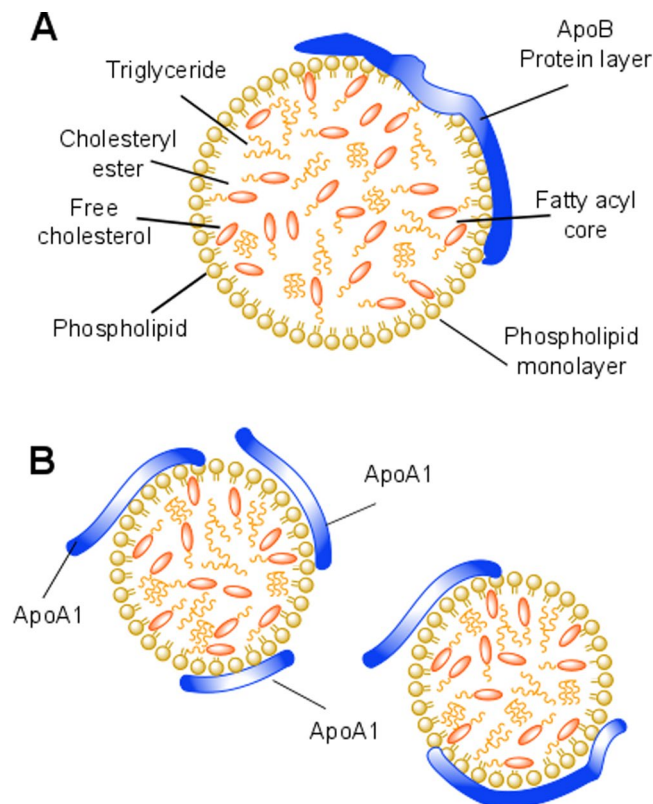 A
ApoB
Protein layer
Triglyceride
Cholesteryl
ester
Free
cholesterol
Fatty acyl
core
Phospholipid
Phospholipid
monolayer
B
ApoA1
ApoA1
ApoA1